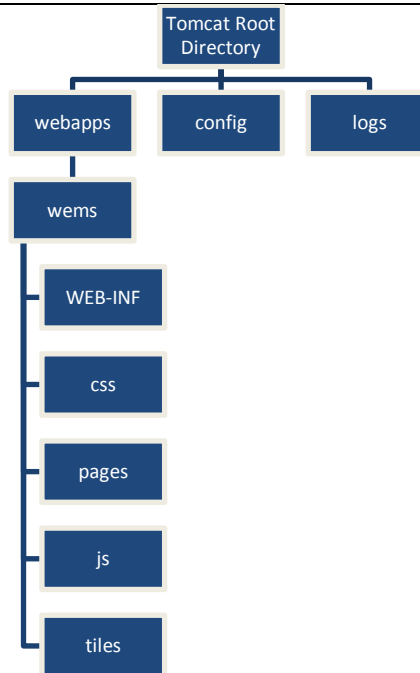 Tomcat Root
Directory
webapps
config
logs
wems
WEB-INF
css
pages
js
tiles